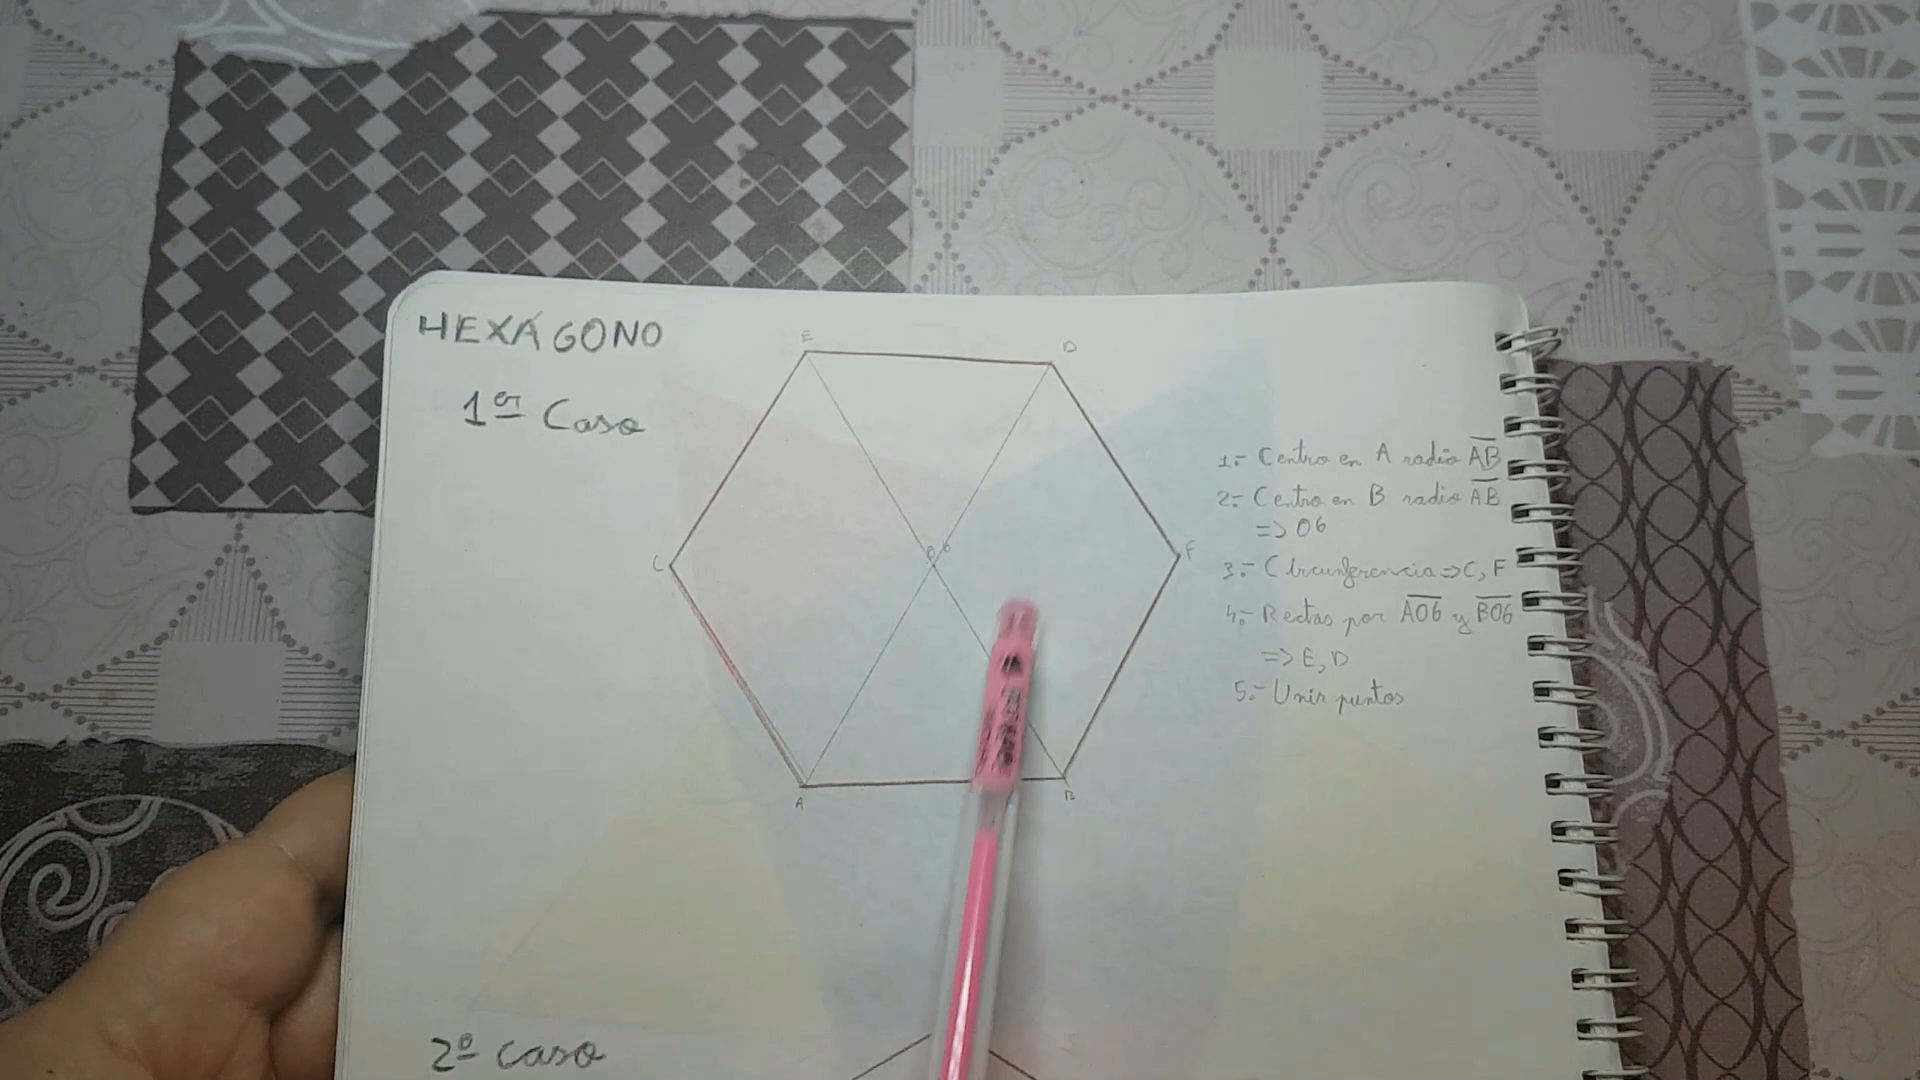 HEXÁGONO
1er Caso
E
D
C
O6
F
A
B
1.- Centro en A radio AB
2.- Centro en B radio AB
=> O6
3.- Circunferencia => C, F
4.- Rectas por AO6 y BO6
=> E, D
5.- Unir puntos
2º caso